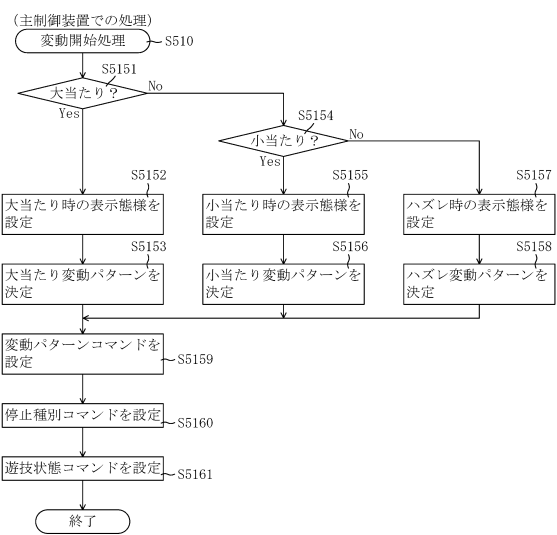 （主制御装置での処理）
変動開始処理
S510
S5151
大当たり？
No
Yes
S5154
小当たり？
No
Yes
S5152
大当たり時の表示態様を
設定
S5155
小当たり時の表示態様を
設定
S5157
ハズレ時の表示態様を
設定
S5153
大当たり変動パターンを
決定
S5156
小当たり変動パターンを
決定
S5158
ハズレ変動パターンを
決定
変動パターンコマンドを
設定
S5159
停止種別コマンドを設定
S5160
遊技状態コマンドを設定
S5161
終了